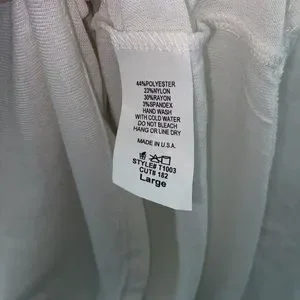 44%POLYESTER
23%NYLON
30%RAYON
3%SPANDEX
HAND WASH
WITH COLD WATER
DO NOT BLEACH
HANG OR LINE DRY
MADE IN U.S.A.
STYLE# T1003
CUT# 182
Large